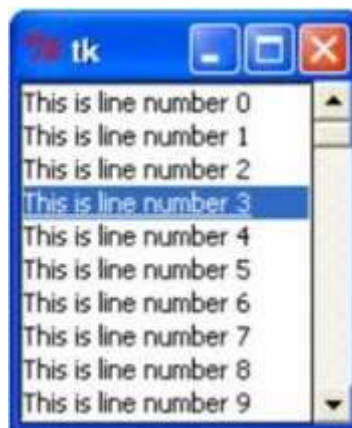 tk
This is line number 0
This is line number 1
This is line number 2
This is line number 3
This is line number 4
This is line number 5
This is line number 6
This is line number 7
This is line number 8
This is line number 9